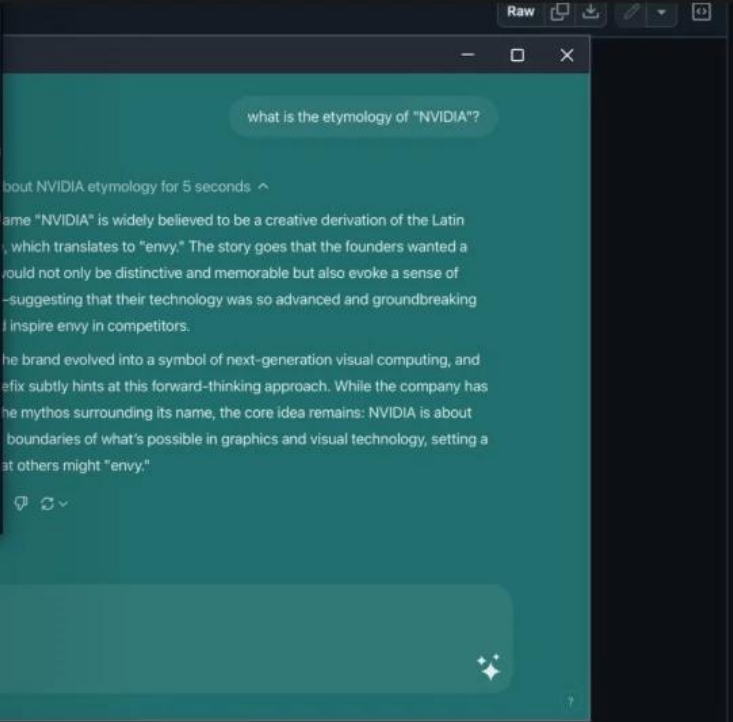 Raw
what is the etymology of "NVIDIA"?
bout NVIDIA etymology for 5 seconds
ame "NVIDIA" is widely believed to be a creative derivation of the Latin
, which translates to "envy." The story goes that the founders wanted a
would not only be distinctive and memorable but also evoke a sense of
–suggesting that their technology was so advanced and groundbreaking
d inspire envy in competitors.
he brand evolved into a symbol of next-generation visual computing, and
efix subtly hints at this forward-thinking approach. While the company has
he mythos surrounding its name, the core idea remains: NVIDIA is about
boundaries of what's possible in graphics and visual technology, setting a
at others might "envy."
?